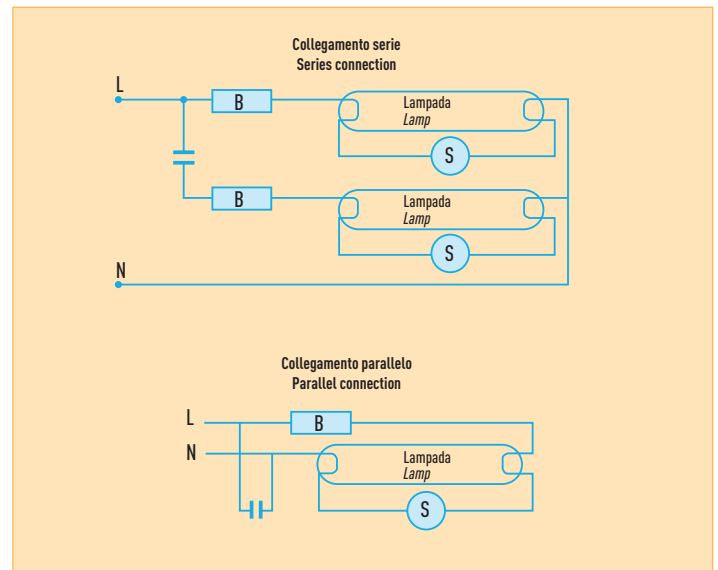 Collegamento serie
Series connection
L
B
Lampada
Lamp
S
B
Lampada
Lamp
S
N
Collegamento parallelo
Parallel connection
L
B
N
Lampada
Lamp
S